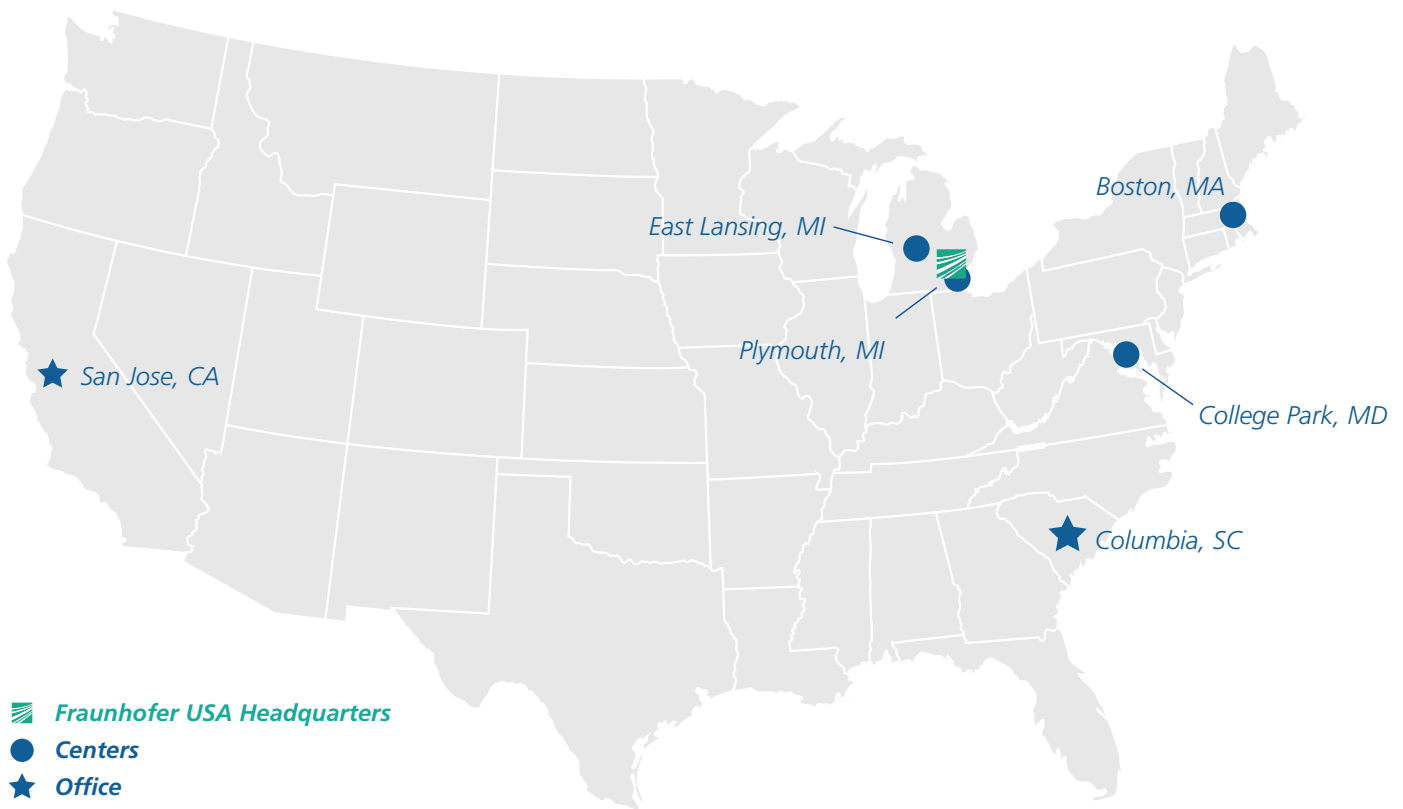 Boston, MA
East Lansing, MI
Plymouth, MI
San Jose, CA
College Park, MD
Columbia, SC
Fraunhofer USA Headquarters
Centers
Office